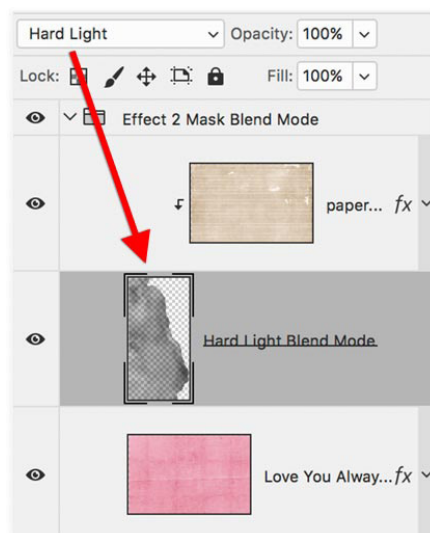 Hard Light Opacity: 100%
Lock: Fill: 100%
Effect 2 Mask Blend Mode
paper... fx
Hard Light Blend Mode
Love You Alway... fx